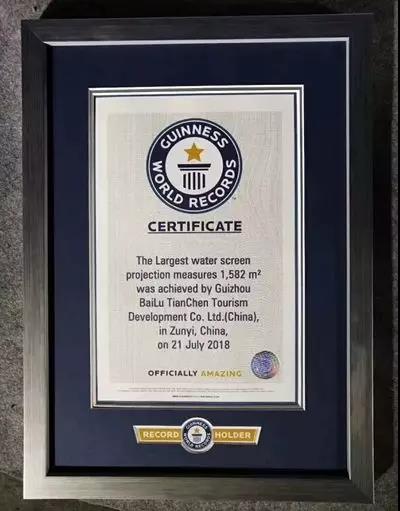 GUINNESS
WORLD RECORDS
CERTIFICATE
The Largest water screen
projection measures 1,582 m²
was achieved by Guizhou
BaiLu TianChen Tourism
Development Co. Ltd.(China),
in Zunyi, China,
on 21 July 2018
OFFICIALLY AMAZING
RECORD HOLDER